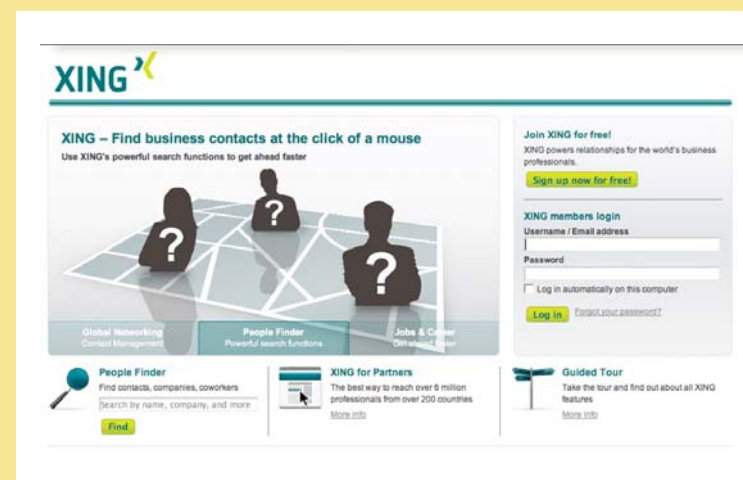 XING
XING – Find business contacts at the click of a mouse
Use XING's powerful search functions to get ahead faster
?
?
?
Global Networking
Contact Management
People Finder
Powerful search functions
Jobs & Career
Get ahead faster
Join XING for free!
XING powers relationships for the world's business
professionals.
Sign up now for free!
XING members login
Username / Email address
Password
Log in automatically on this computer
Log in
Forgot your password?
People Finder
Find contacts, companies, coworkers
Search by name, company, and more
Find
XING for Partners
The best way to reach over 6 million
professionals from over 200 countries
More info
Guided Tour
Take the tour and find out about all XING
features
More info